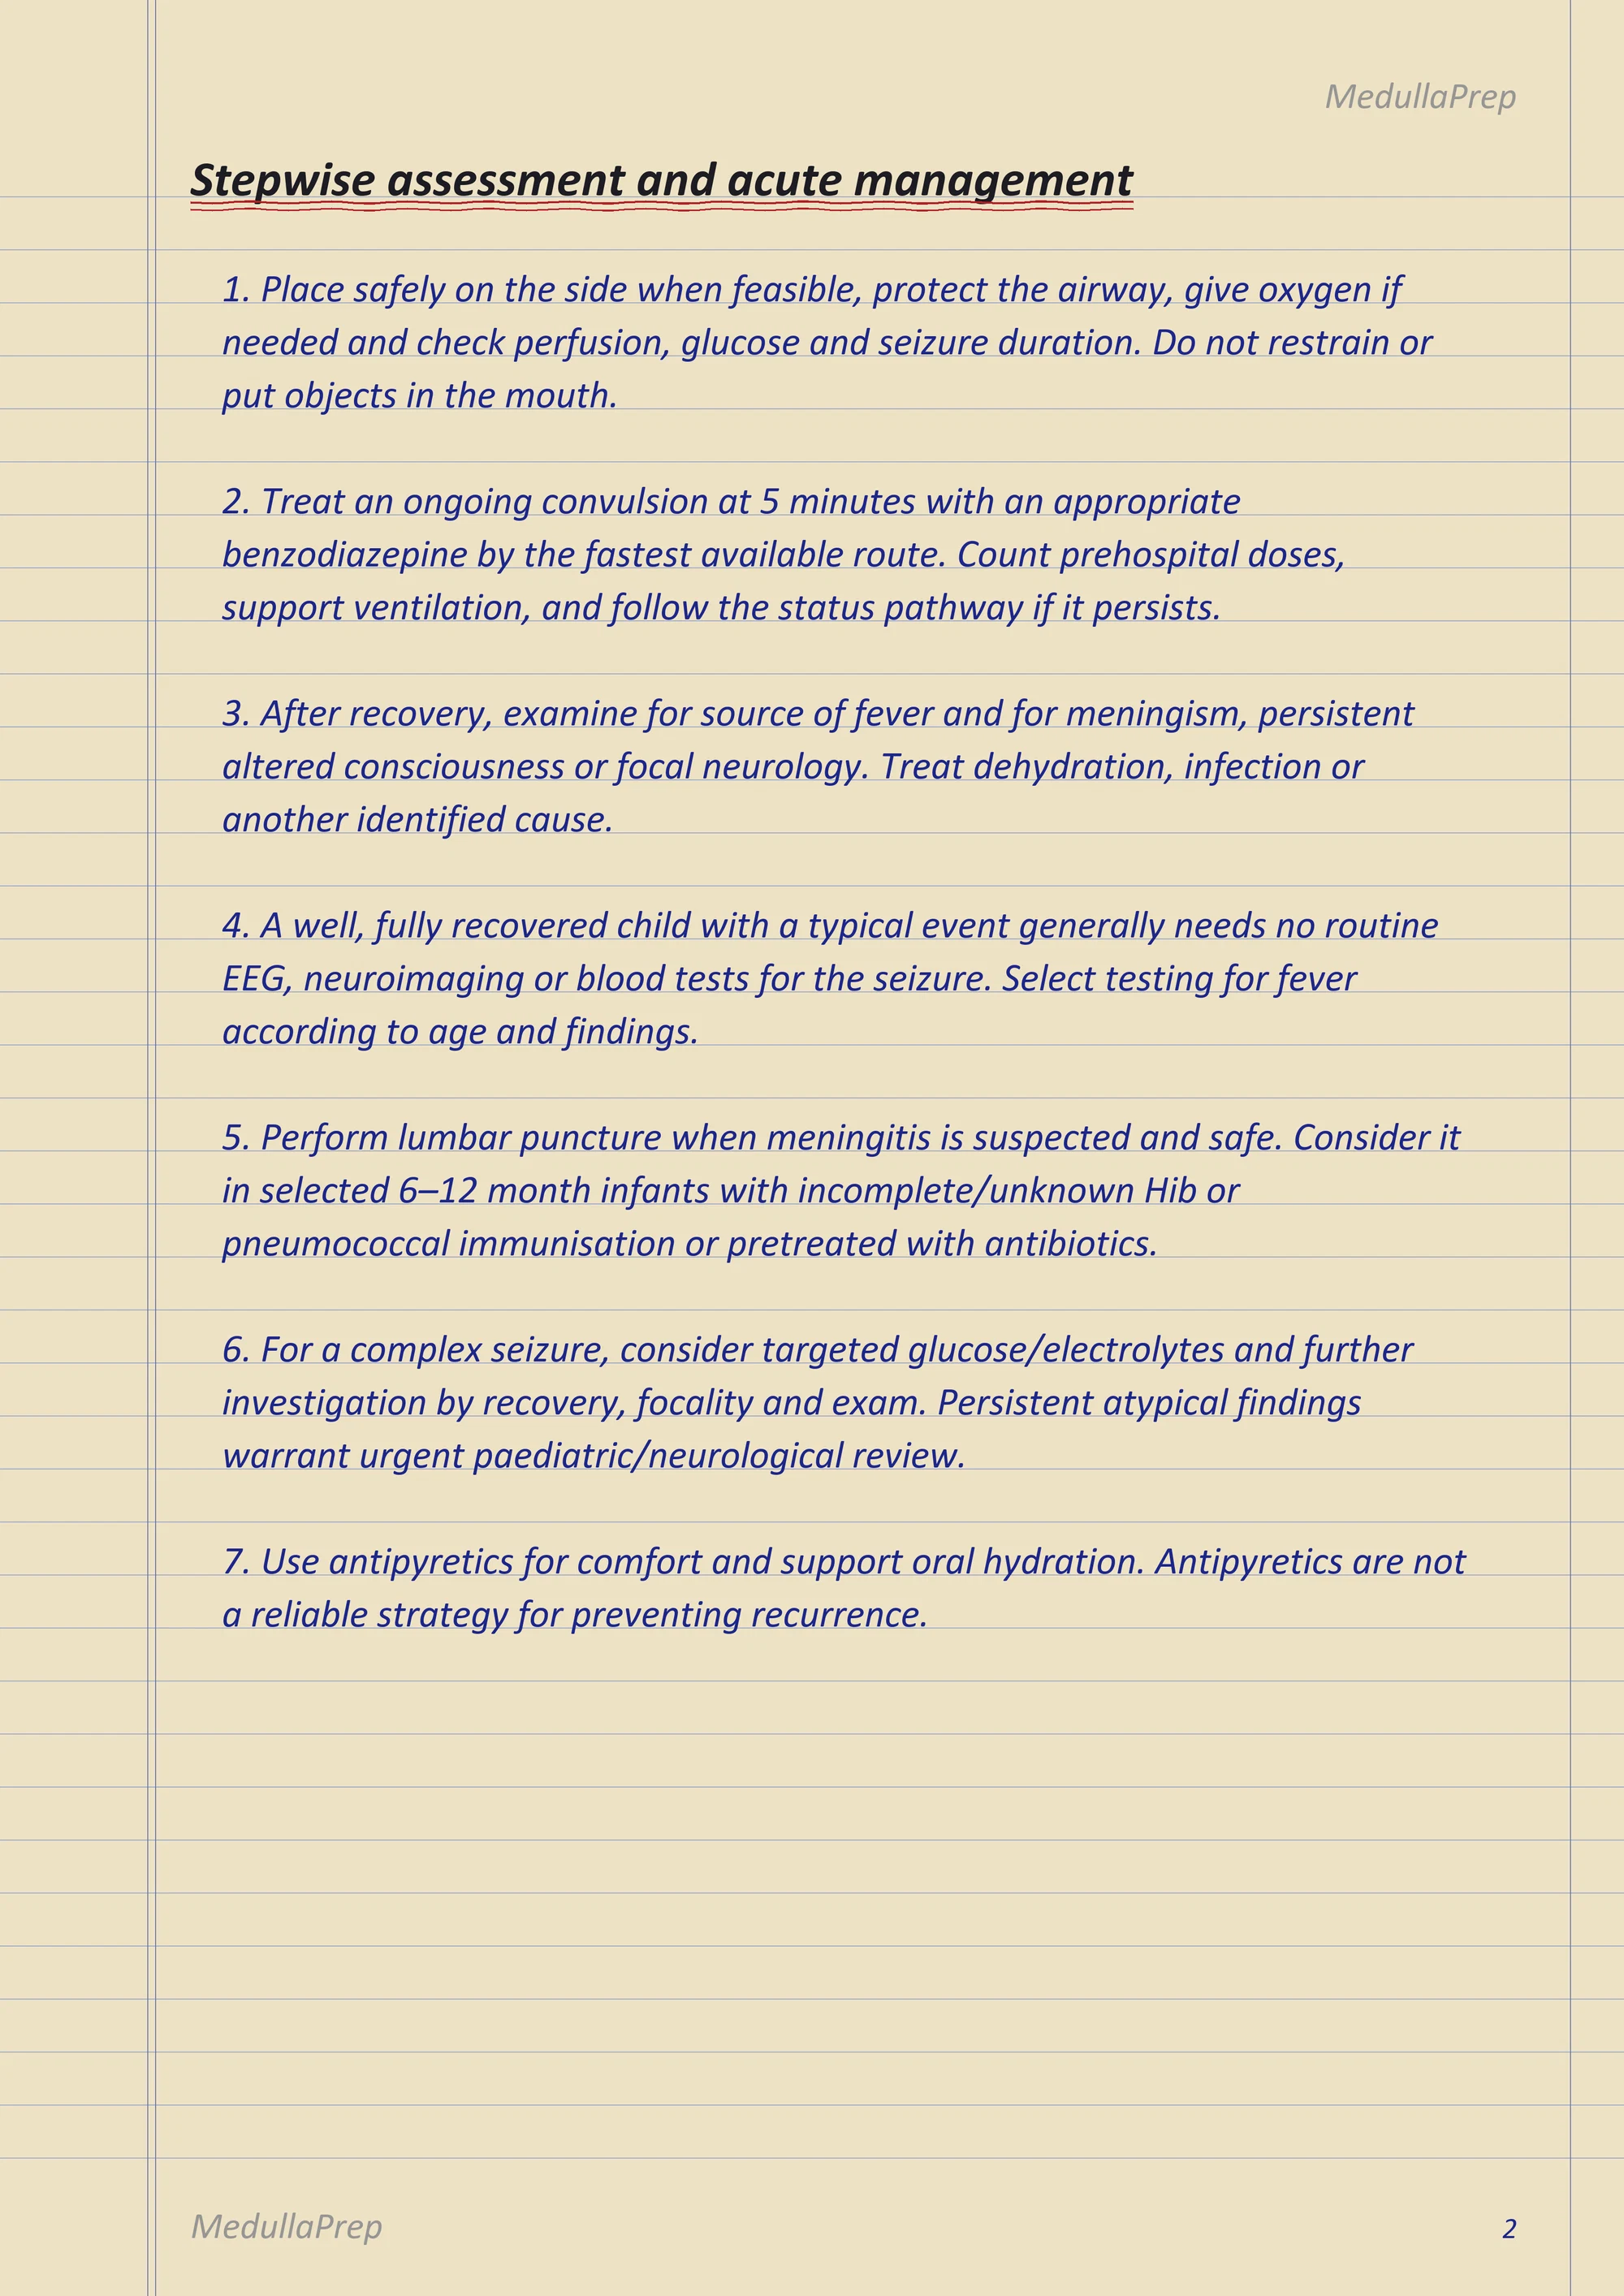 MedullaPrep
Stepwise assessment and acute management
1. Place safely on the side when feasible, protect the airway, give oxygen if
needed and check perfusion, glucose and seizure duration. Do not restrain or
put objects in the mouth.
2. Treat an ongoing convulsion at 5 minutes with an appropriate
benzodiazepine by the fastest available route. Count prehospital doses,
support ventilation, and follow the status pathway if it persists.
3. After recovery, examine for source of fever and for meningism, persistent
altered consciousness or focal neurology. Treat dehydration, infection or
another identified cause.
4. A well, fully recovered child with a typical event generally needs no routine
EEG, neuroimaging or blood tests for the seizure. Select testing for fever
according to age and findings.
5. Perform lumbar puncture when meningitis is suspected and safe. Consider it
in selected 6–12 month infants with incomplete/unknown Hib or
pneumococcal immunisation or pretreated with antibiotics.
6. For a complex seizure, consider targeted glucose/electrolytes and further
investigation by recovery, focality and exam. Persistent atypical findings
warrant urgent paediatric/neurological review.
7. Use antipyretics for comfort and support oral hydration. Antipyretics are not
a reliable strategy for preventing recurrence.
MedullaPrep
2